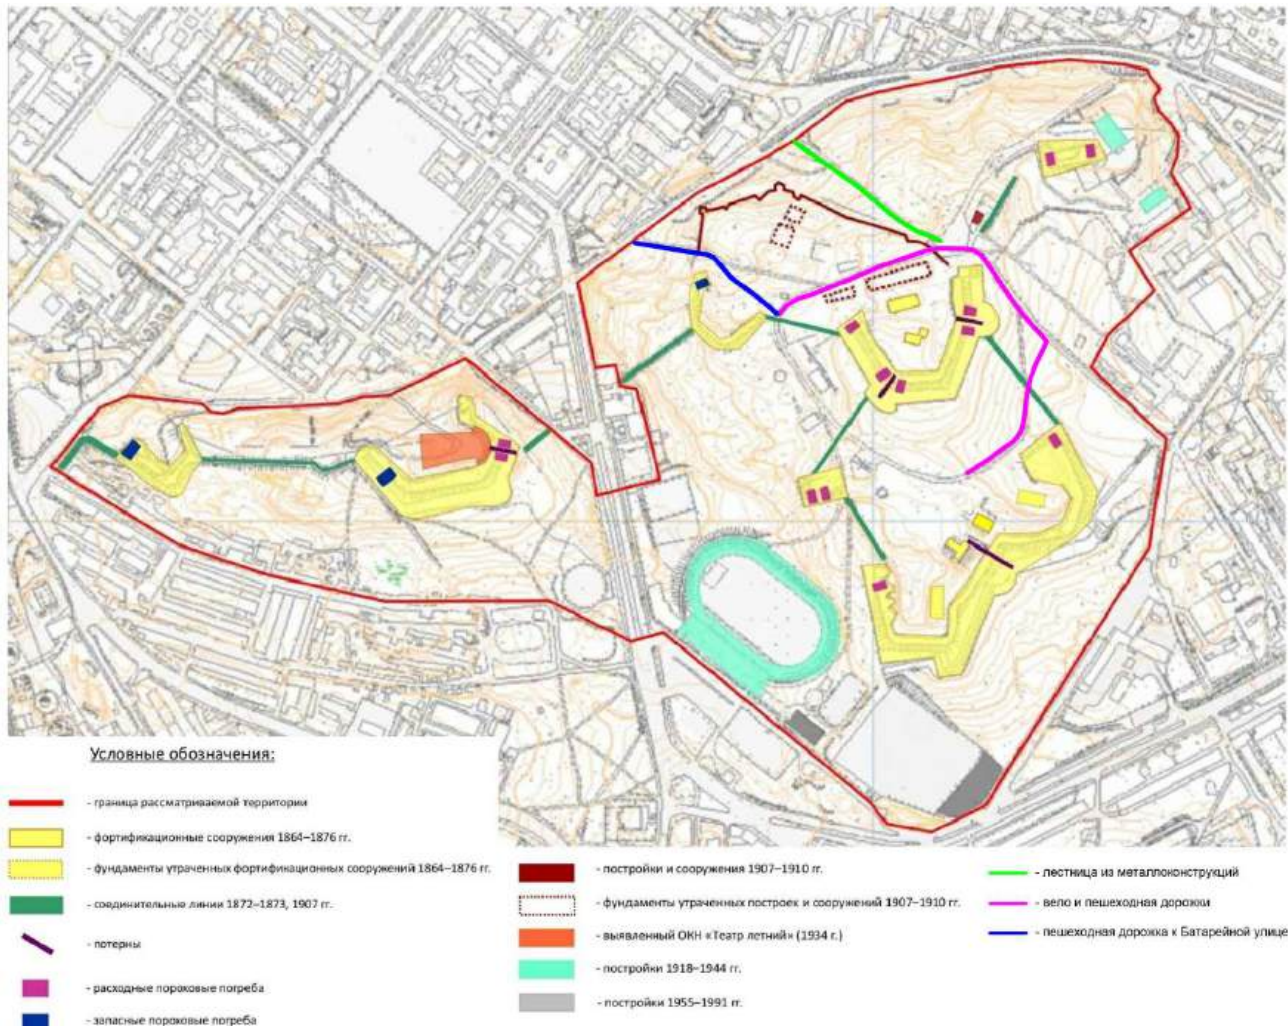 Условные обозначения:
- граница рассматриваемой территории
- фортификационные сооружения 1864–1876 гг.
- фундаменты утраченных фортификационных сооружений 1864–1876 гг.
- соединительные линии 1872–1873, 1907 гг.
- потерны
- расходные пороховые погреба
- запасные пороховые погреба
- постройки и сооружения 1907–1910 гг.
- фундаменты утраченных построек и сооружений 1907–1910 гг.
- выявленный ОКН «Театр летний» (1934 г.)
- постройки 1918–1944 гг.
- постройки 1955–1991 гг.
- лестница из металлоконструкций
- вело и пешеходная дорожки
- пешеходная дорожка к Батарейной улице